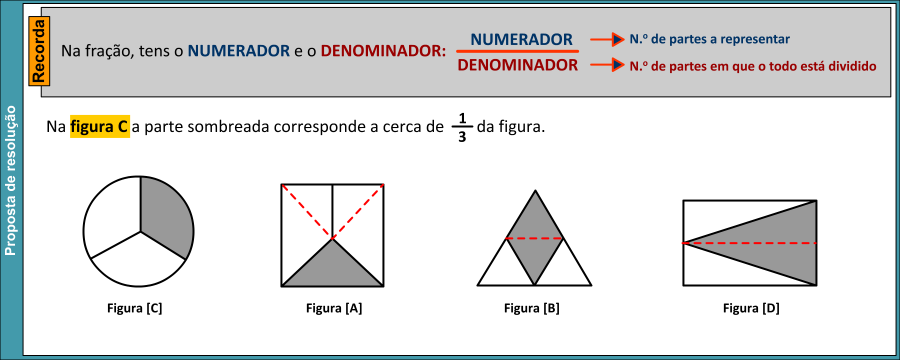 Proposta de resolução
Recorda
Na fração, tens o NUMERADOR e o DENOMINADOR:
NUMERADOR
N.º de partes a representar
DENOMINADOR
N.º de partes em que o todo está dividido
Na figura C a parte sombreada corresponde a cerca de 1/3 da figura.
Figura [C]
Figura [A]
Figura [B]
Figura [D]